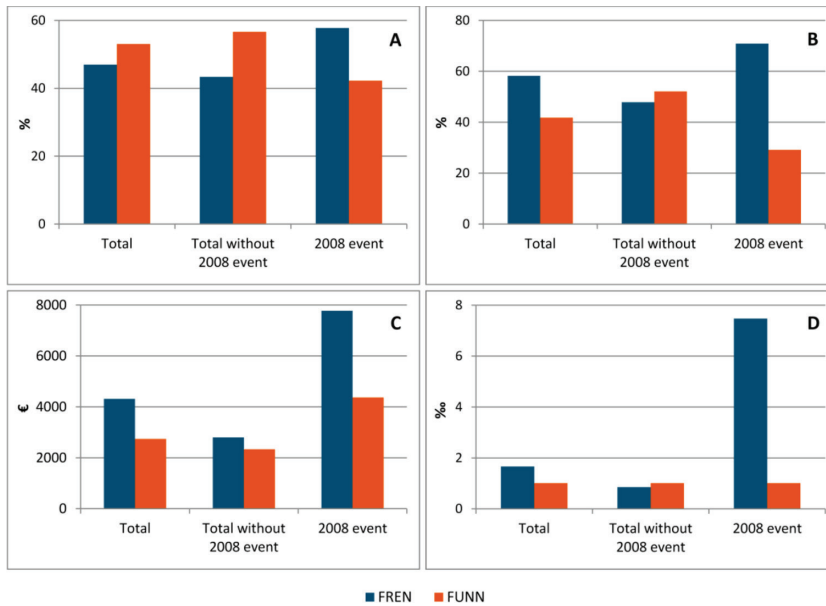 A
60
40
20
0
%
Total
Total without
2008 event
2008 event
B
80
60
40
20
0
%
Total
Total without
2008 event
2008 event
C
8000
6000
4000
2000
0
€
Total
Total without
2008 event
2008 event
D
8
6
4
2
0
‰
Total
Total without
2008 event
2008 event
FREN FUNN